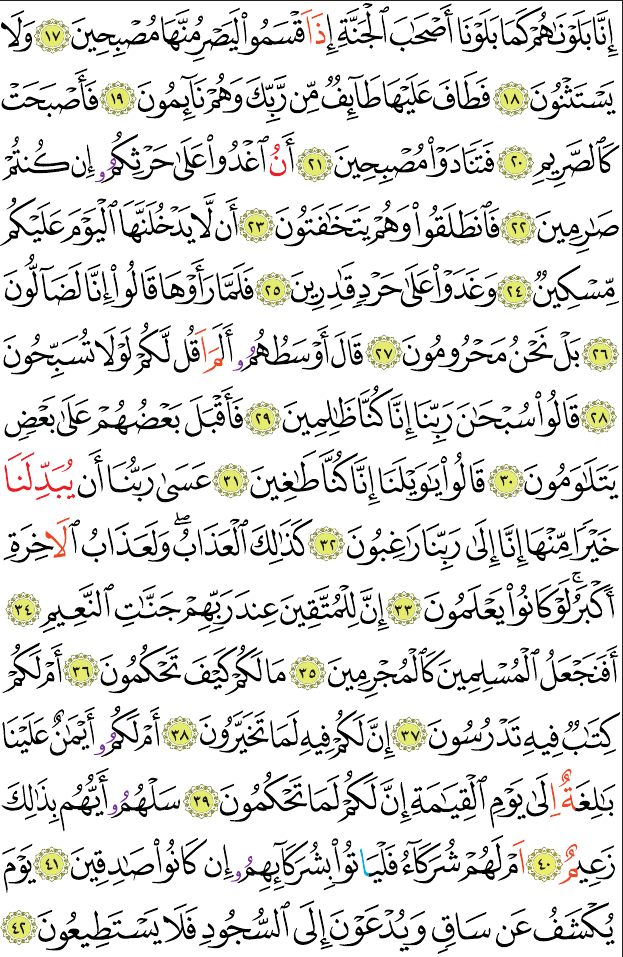 إِنَّا بَلَوْنَٰهُمْ كَمَا بَلَوْنَا أَصْحَٰبَ ٱلْجَنَّةِ إِذَ اَ قْسَمُوا۟ لَيَصْرِمُنَّهَا مُصْبِحِينَ ١٧ وَلَا
يَسْتَثْنُونَ ١٨ فَطَافَ عَلَيْهَا طَآئِفٌ مِّن رَّبِّكَ وَهُمْ نَآئِمُونَ ١٩ فَأَصْبَحَتْ
كَٱلصَّرِيمِ ٢٠ فَتَنَادَوْا۟ مُصْبِحِينَ ٢١ أَنُ ٱغْدُوا۟ عَلَىٰ حَرْثِكُمُۥٓ إِن كُنتُمْ
صَٰرِمِينَ ٢٢ فَٱنطَلَقُوا۟ وَهُمْ يَتَخَٰفَتُونَ ٢٣ أَن لَّا يَدْخُلَنَّهَا ٱلْيَوْمَ عَلَيْكُم
مِّسْكِينٌ ٢٤ وَغَدَوْا۟ عَلَىٰ حَرْدٍ قَٰدِرِينَ ٢٥ فَلَمَّا رَأَوْهَا قَالُوٓا۟ إِنَّا لَضَآلُّونَ
٢٦ بَلْ نَحْنُ مَحْرُومُونَ ٢٧ قَالَ أَوْسَطُهُمُۥٓ أَلَمَ اَ قُل لَّكُمْ لَوْلَا تُسَبِّحُونَ
٢٨ قَالُوا۟ سُبْحَٰنَ رَبِّنَا إِنَّا كُنَّا ظَٰلِمِينَ ٢٩ فَأَقْبَلَ بَعْضُهُمْ عَلَىٰ بَعْضٍ
يَتَلَٰوَمُونَ ٣٠ قَالُوا۟ يَٰوَيْلَنَا إِنَّا كُنَّا طَٰغِينَ ٣١ عَسَىٰ رَبُّنَا أَن يُبَدِّلَنَا
خَيْرًا مِّنْهَا إِنَّا إِلَىٰ رَبِّنَا رَٰغِبُونَ ٣٢ كَذَٰلِكَ ٱلْعَذَابُ ۖ وَلَعَذَابُ ٱلَاخِرَةِ
أَكْبَرُ ۚ لَوْ كَانُوا۟ يَعْلَمُونَ ٣٣ إِنَّ لِلْمُتَّقِينَ عِندَ رَبِّهِمْ جَنَّٰتِ ٱلنَّعِيمِ ٣٤
أَفَنَجْعَلُ ٱلْمُسْلِمِينَ كَٱلْمُجْرِمِينَ ٣٥ مَا لَكُمْ كَيْفَ تَحْكُمُونَ ٣٦ أَمْ لَكُمْ
كِتَٰبٌ فِيهِ تَدْرُسُونَ ٣٧ إِنَّ لَكُمْ فِيهِ لَمَا تَخَيَّرُونَ ٣٨ أَمْ لَكُمُۥٓ أَيْمَٰنٌ عَلَيْنَا
بَٰلِغَةٌ اِلَىٰ يَوْمِ ٱلْقِيَٰمَةِ إِنَّ لَكُمْ لَمَا تَحْكُمُونَ ٣٩ سَلْهُمُۥٓ أَيُّهُم بِذَٰلِكَ
زَعِيمٌ ٤٠ اَمْ لَهُمْ شُرَكَآءُ فَلْيَاتُوا۟ بِشُرَكَآئِهِمُۥٓ إِن كَانُوا۟ صَٰدِقِينَ ٤١ يَوْمَ
يُكْشَفُ عَن سَاقٍ وَيُدْعَوْنَ إِلَى ٱلسُّجُودِ فَلَا يَسْتَطِيعُونَ ٤٢